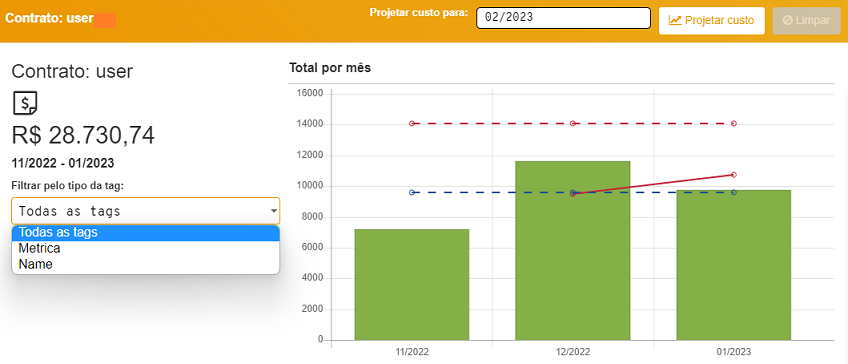 Contrato: user
Projetar custo para:
02/2023
Projetar custo
Limpar
Contrato: user
$
R$ 28.730,74
11/2022 - 01/2023
Filtrar pelo tipo da tag:
Todas as tags
Todas as tags
Metrica
Name
Total por mês
16000
14000
12000
10000
8000
6000
4000
2000
0
11/2022
12/2022
01/2023